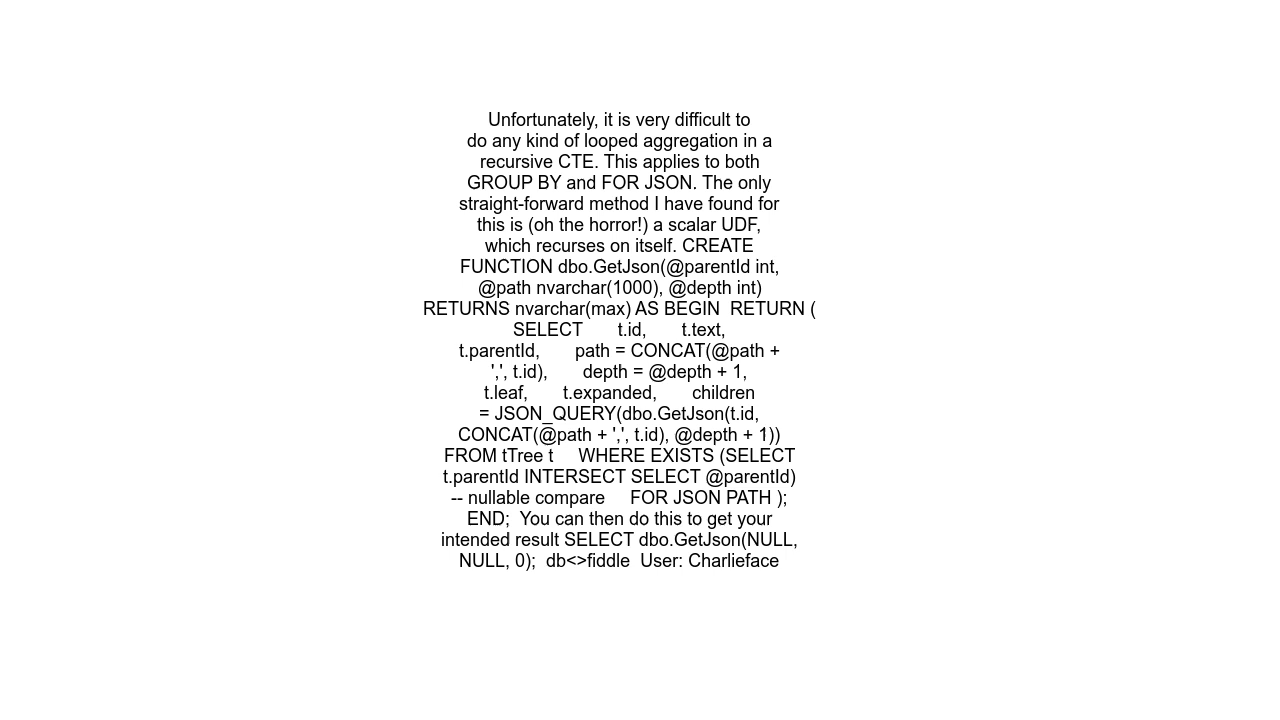 Unfortunately, it is very difficult to
do any kind of looped aggregation in a
recursive CTE. This applies to both
GROUP BY and FOR JSON. The only
straight-forward method I have found for
this is (oh the horror!) a scalar UDF,
which recurses on itself. CREATE
FUNCTION dbo.GetJson(@parentId int,
@path nvarchar(1000), @depth int)
RETURNS nvarchar(max) AS BEGIN  RETURN (
SELECT       t.id,       t.text,
t.parentId,       path = CONCAT(@path +
',', t.id),       depth = @depth + 1,
t.leaf,       t.expanded,       children
= JSON_QUERY(dbo.GetJson(t.id,
CONCAT(@path + ',', t.id), @depth + 1))
FROM tTree t     WHERE EXISTS (SELECT
t.parentId INTERSECT SELECT @parentId)
-- nullable compare     FOR JSON PATH );
END;  You can then do this to get your
intended result SELECT dbo.GetJson(NULL,
NULL, 0);  db<>fiddle  User: Charlieface